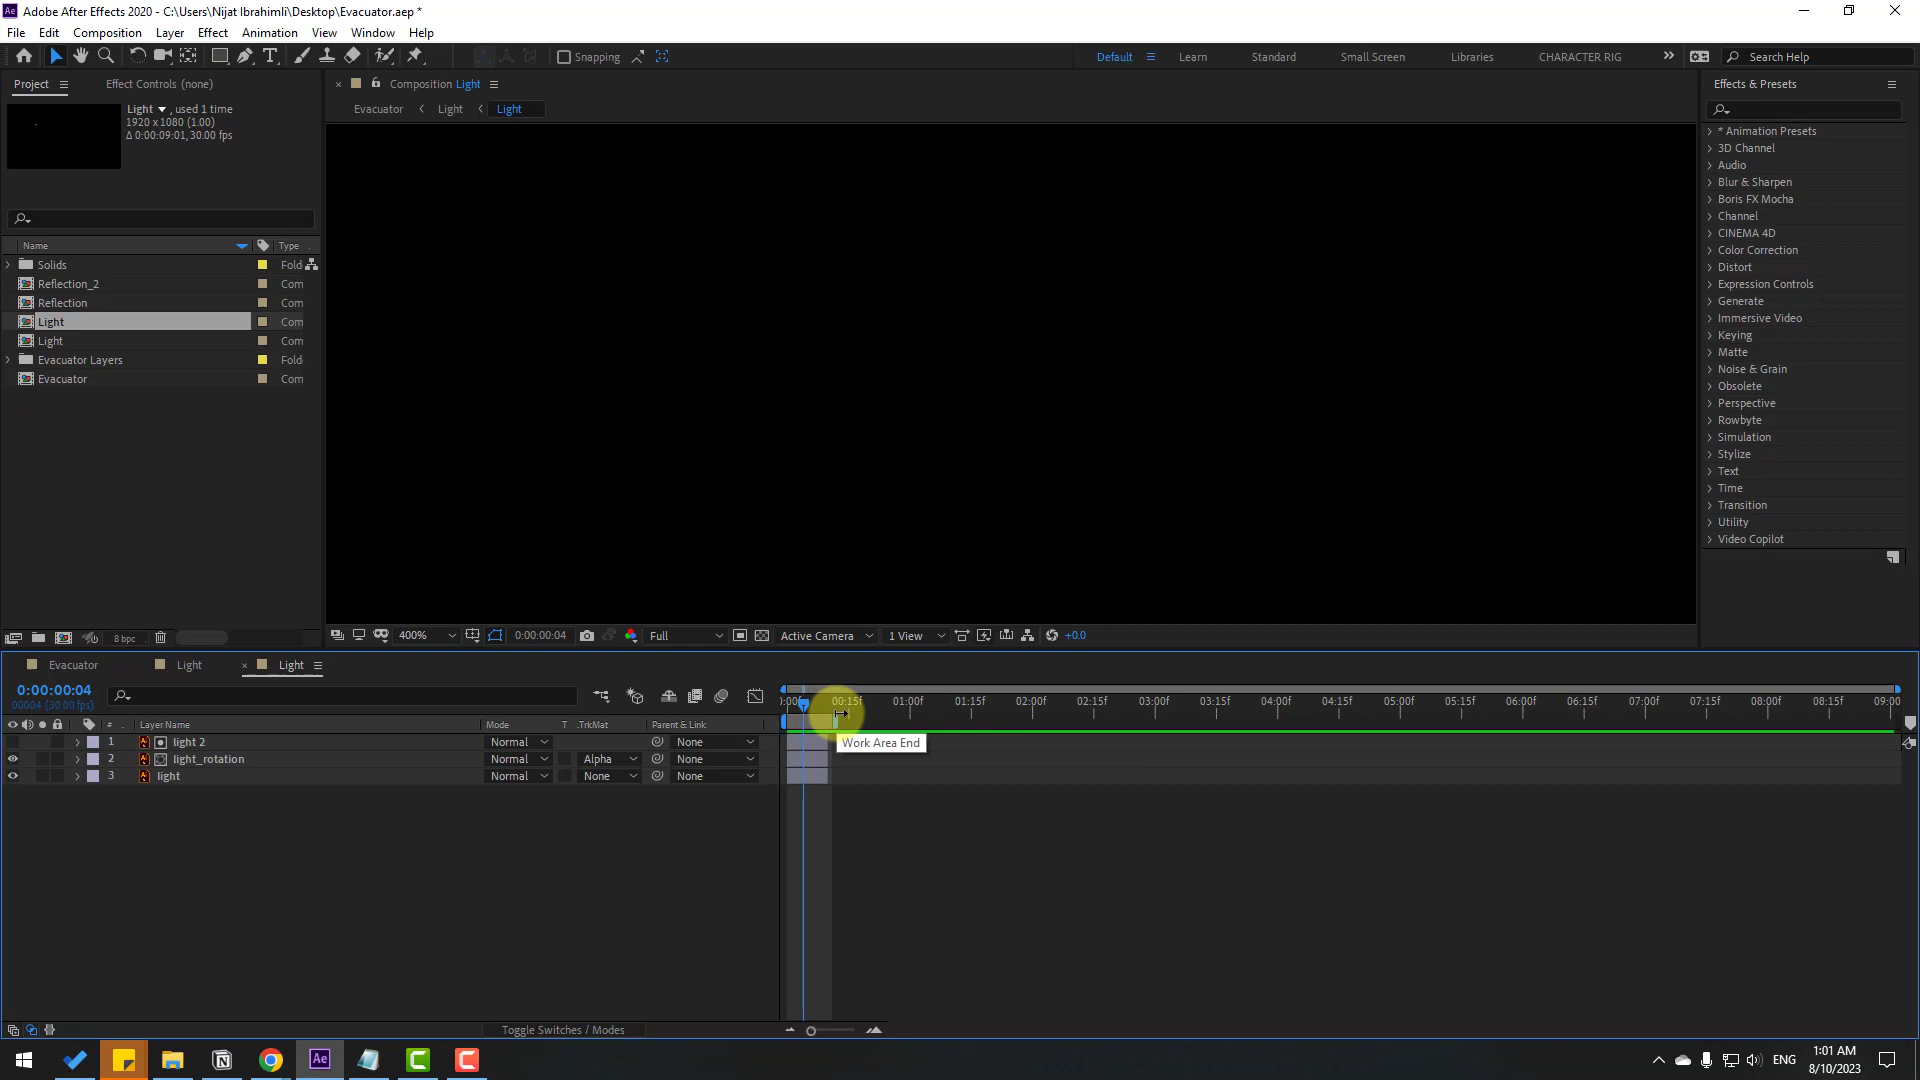 Adobe After Effects 2020 - C:\Users\Nijat Ibrahimli\Desktop\Evacuator.aep *
File Edit Composition Layer Effect Animation View Window Help
Snapping Default Learn Standard Small Screen Libraries CHARACTER RIG Search Help
Project Effect Controls (none) Composition Light Effects & Presets
Light , used 1 time
1920 x 1080 (1.00)
Δ 0:00:09:01, 30.00 fps
Evacuator Light Light
Name Type
Solids Fold
Reflection_2 Com
Reflection Com
Light Com
Light Com
Evacuator Layers Fold
Evacuator Com
* Animation Presets
3D Channel
Audio
Blur & Sharpen
Boris FX Mocha
Channel
CINEMA 4D
Color Correction
Distort
Expression Controls
Generate
Immersive Video
Keying
Matte
Noise & Grain
Obsolete
Perspective
Rowbyte
Simulation
Stylize
Text
Time
Transition
Utility
Video Copilot
8 bpc 400% 0:00:00:04 Full Active Camera 1 View +0.0
Evacuator Light Light
0:00:00:04
00004 (30.00 fps)
00:15f 01:00f 01:15f 02:00f 02:15f 03:00f 03:15f 04:00f 04:15f 05:00f 05:15f 06:00f 06:15f 07:00f 07:15f 08:00f 08:15f 09:00
# Layer Name Mode T .TrkMat Parent & Link
1 light 2 Normal None
2 light_rotation Normal Alpha None
3 light Normal None None
Work Area End
Toggle Switches / Modes
ENG 1:01 AM
8/10/2023